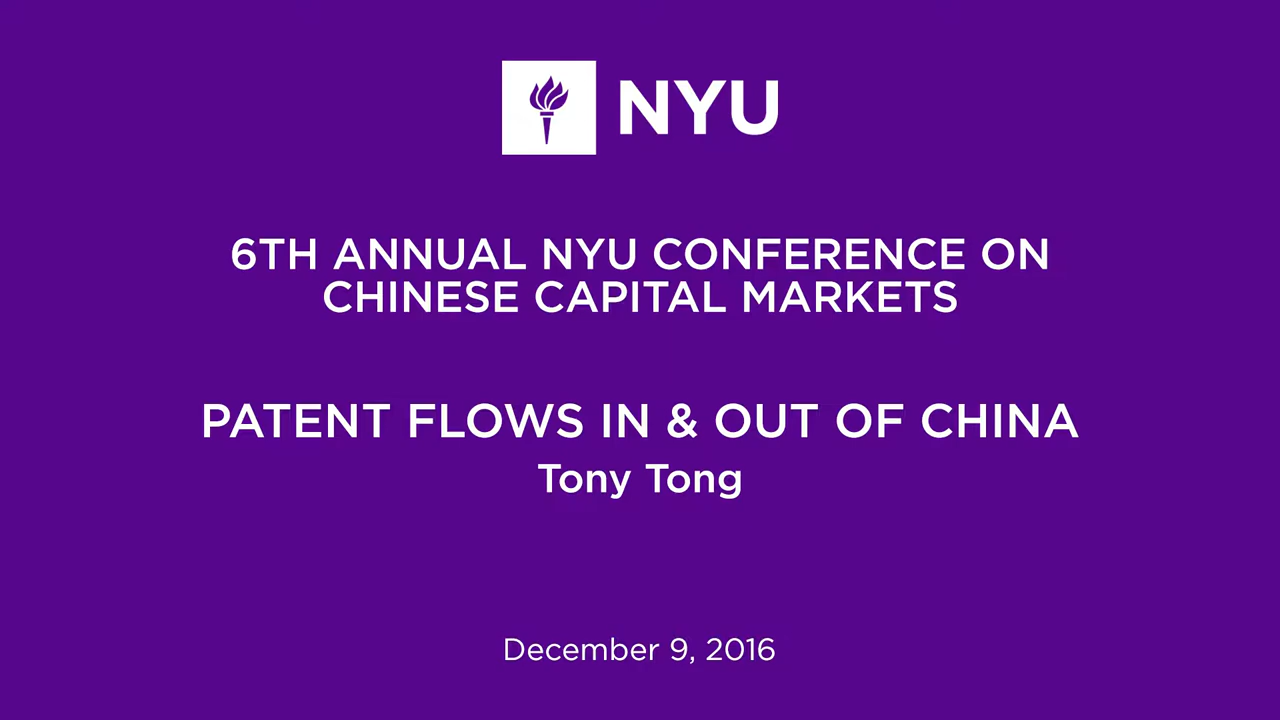 NYU
6TH ANNUAL NYU CONFERENCE ON
CHINESE CAPITAL MARKETS
PATENT FLOWS IN & OUT OF CHINA
Tony Tong
December 9, 2016